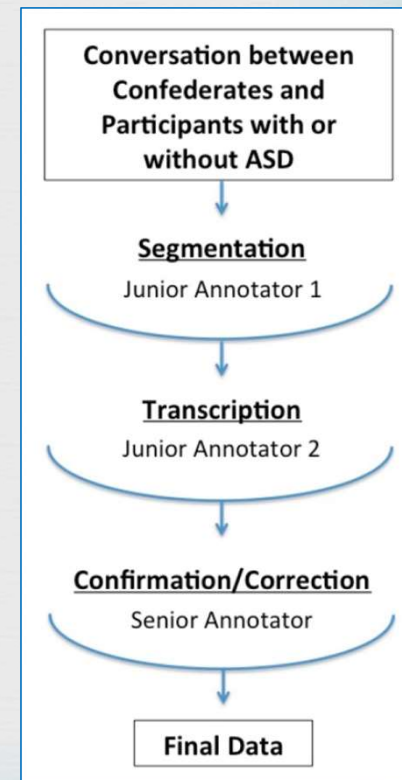 Conversation between
Confederates and
Participants with or
without ASD
Segmentation
Junior Annotator 1
Transcription
Junior Annotator 2
Confirmation/Correction
Senior Annotator
Final Data